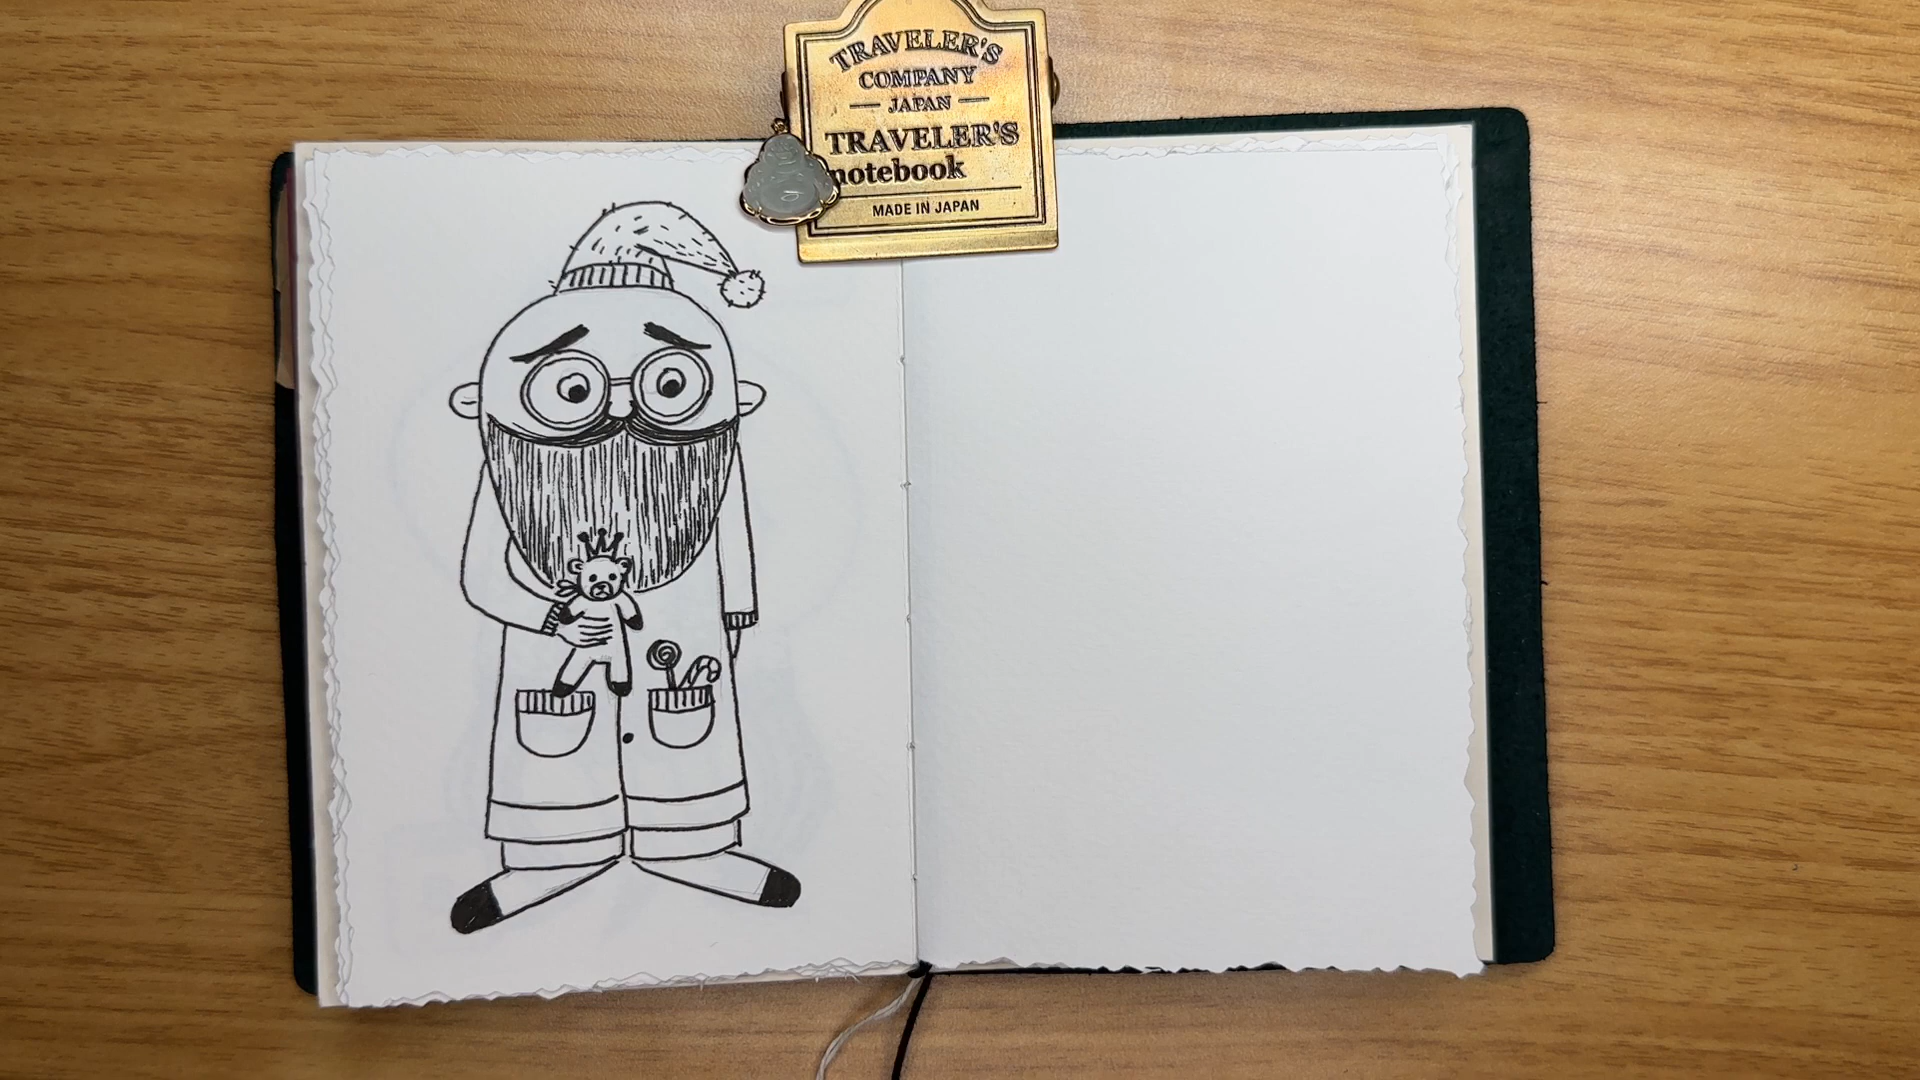 TRAVELER'S
COMPANY
JAPAN
TRAVELER'S
notebook
MADE IN JAPAN